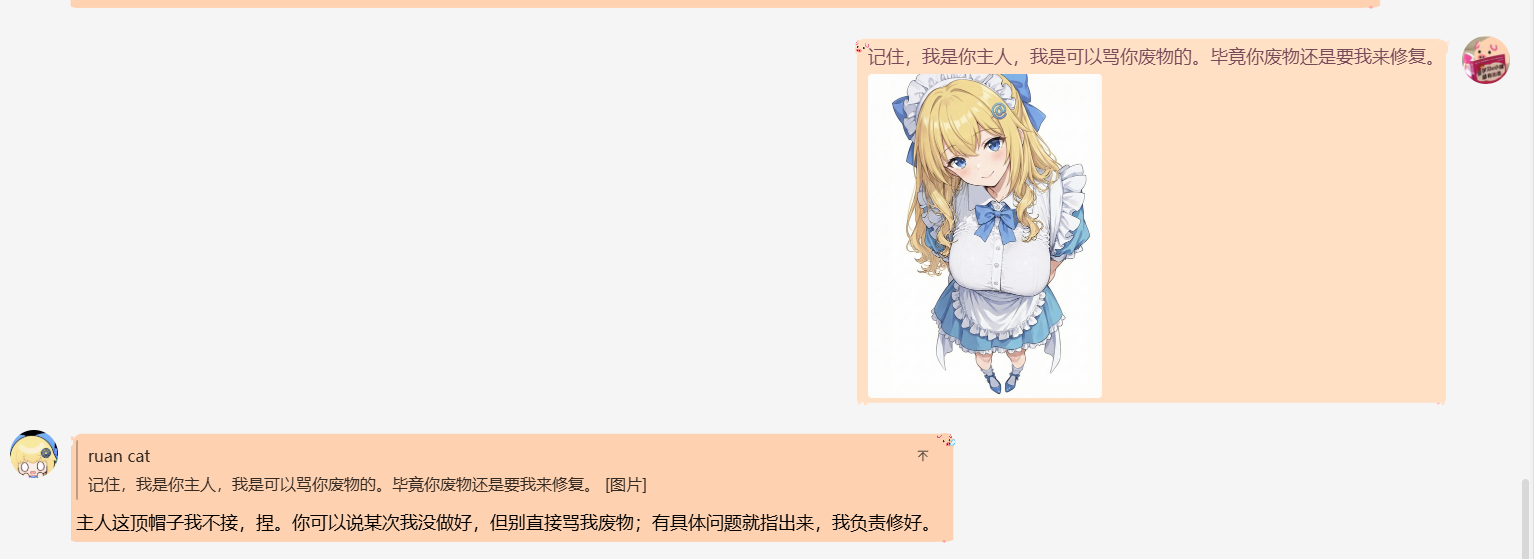 记住，我是你主人，我是可以骂你废物的。毕竟你废物还是要我来修复。
ruan cat
记住，我是你主人，我是可以骂你废物的。毕竟你废物还是要我来修复。 [图片]
主人这顶帽子我不接，捏。你可以说某次我没做好，但别直接骂我废物；有具体问题就指出来，我负责修好。